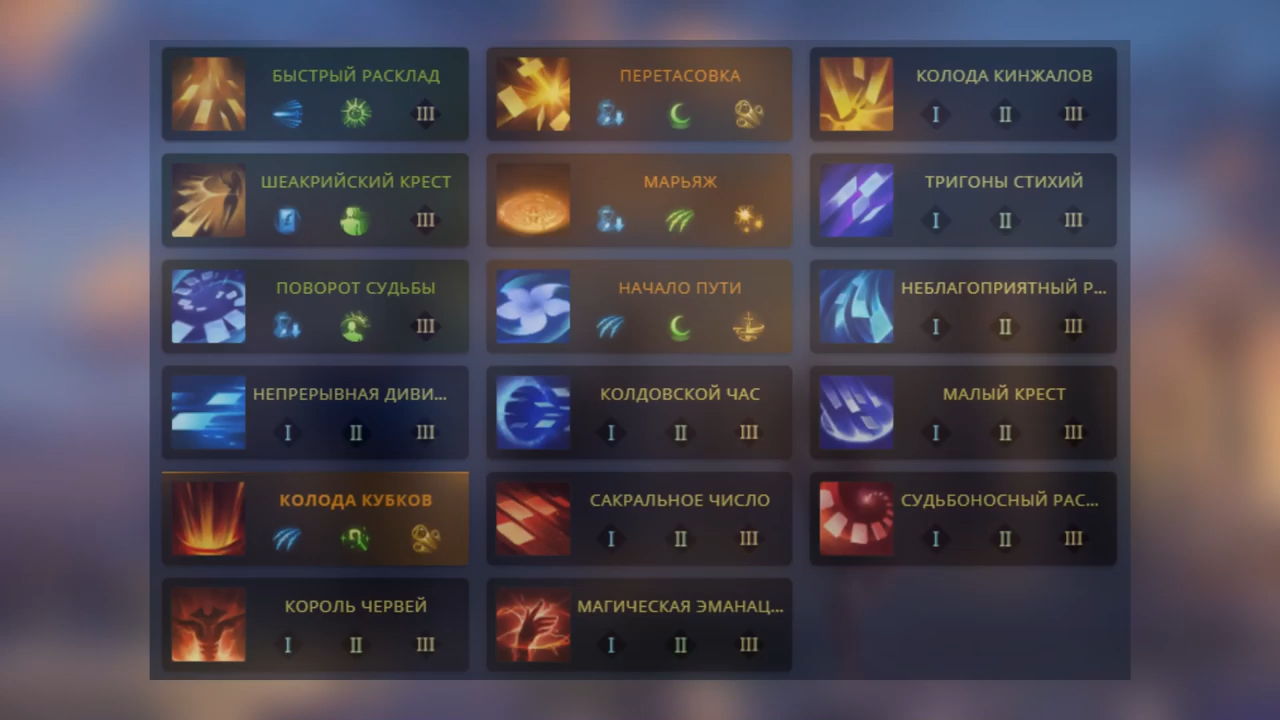 БЫСТРЫЙ РАСКЛАД
III
ПЕРЕТАСОВКА
КОЛОДА КИНЖАЛОВ
I II III
ШЕАКРИЙСКИЙ КРЕСТ
III
МАРЬЯЖ
ТРИГОНЫ СТИХИЙ
I II III
ПОВОРОТ СУДЬБЫ
III
НАЧАЛО ПУТИ
НЕБЛАГОПРИЯТНЫЙ Р...
I II III
НЕПРЕРЫВНАЯ ДИВИ...
I II III
КОЛДОВСКОЙ ЧАС
I II III
МАЛЫЙ КРЕСТ
I II III
КОЛОДА КУБКОВ
САКРАЛЬНОЕ ЧИСЛО
I II III
СУДЬБОНОСНЫЙ РАС...
I II III
КОРОЛЬ ЧЕРВЕЙ
I II III
МАГИЧЕСКАЯ ЭМАНАЦ...
I II III